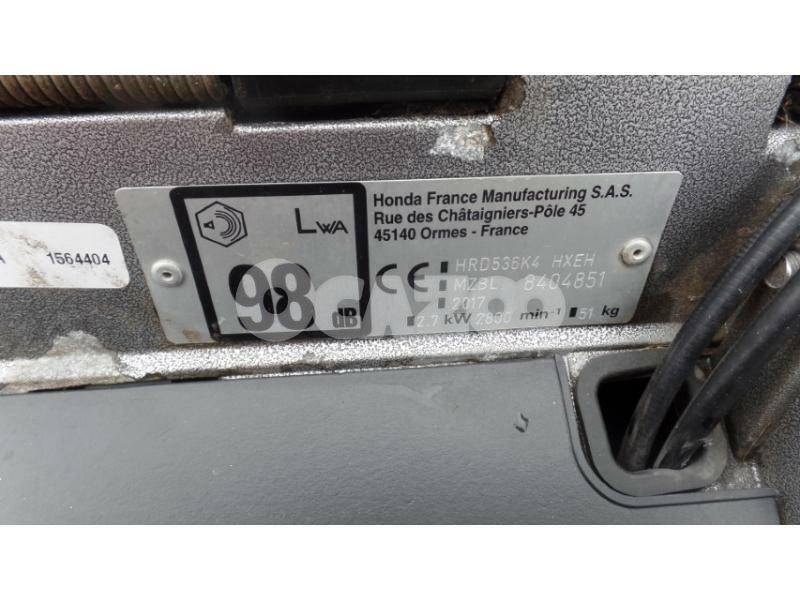 A 1564404
LWA
98
dB
Honda France Manufacturing S.A.S.
Rue des Châtaigniers-Pôle 45
45140 Ormes - France
CE
HRD536K4 HXEH
MZBL 8404851
2017
2.7 kW 2800 min-1 51 kg